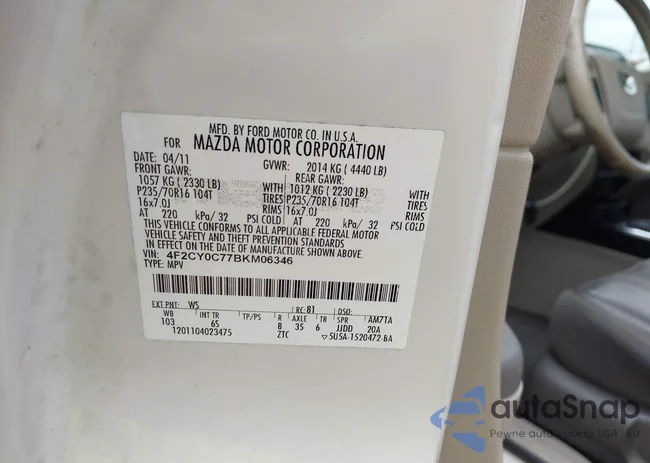 MFD. BY FORD MOTOR CO. IN U.S.A.
FOR MAZDA MOTOR CORPORATION
DATE: 04/11 GVWR: 2014 KG ( 4440 LB)
FRONT GAWR: REAR GAWR:
1057 KG ( 2330 LB) WITH 1012 KG ( 2230 LB) WITH
P235/70R16 104T TIRES P235/70R16 104T TIRES
16x7.0J RIMS 16x7.0J RIMS
AT 220 kPa/ 32 PSI COLD AT 220 kPa/ 32 PSI COLD
THIS VEHICLE CONFORMS TO ALL APPLICABLE FEDERAL MOTOR
VEHICLE SAFETY AND THEFT PREVENTION STANDARDS
IN EFFECT ON THE DATE OF MANUFACTURE SHOWN ABOVE.
VIN: 4F2CY0C77BKM06346
TYPE: MPV
EXT PNT: WS RC: 81 DSO:
WB INT TR TP/PS R AXLE TR SPR AM7TA
103 6S 8 35 6 JJDD 20A
1201104023475 ZTC ▽5U5A-1520472-BA
autoSnap
Pewne auto z aukcji USA - EU